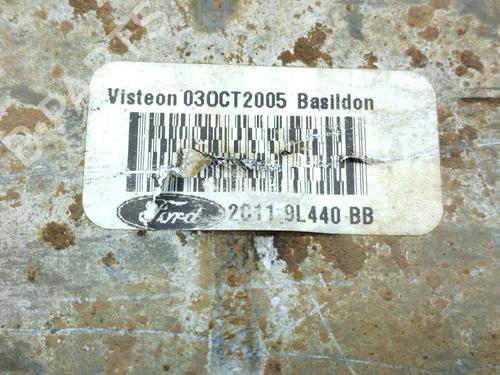 Visteon 03OCT2005 Basildon
Ford 2C11 9L440 BB